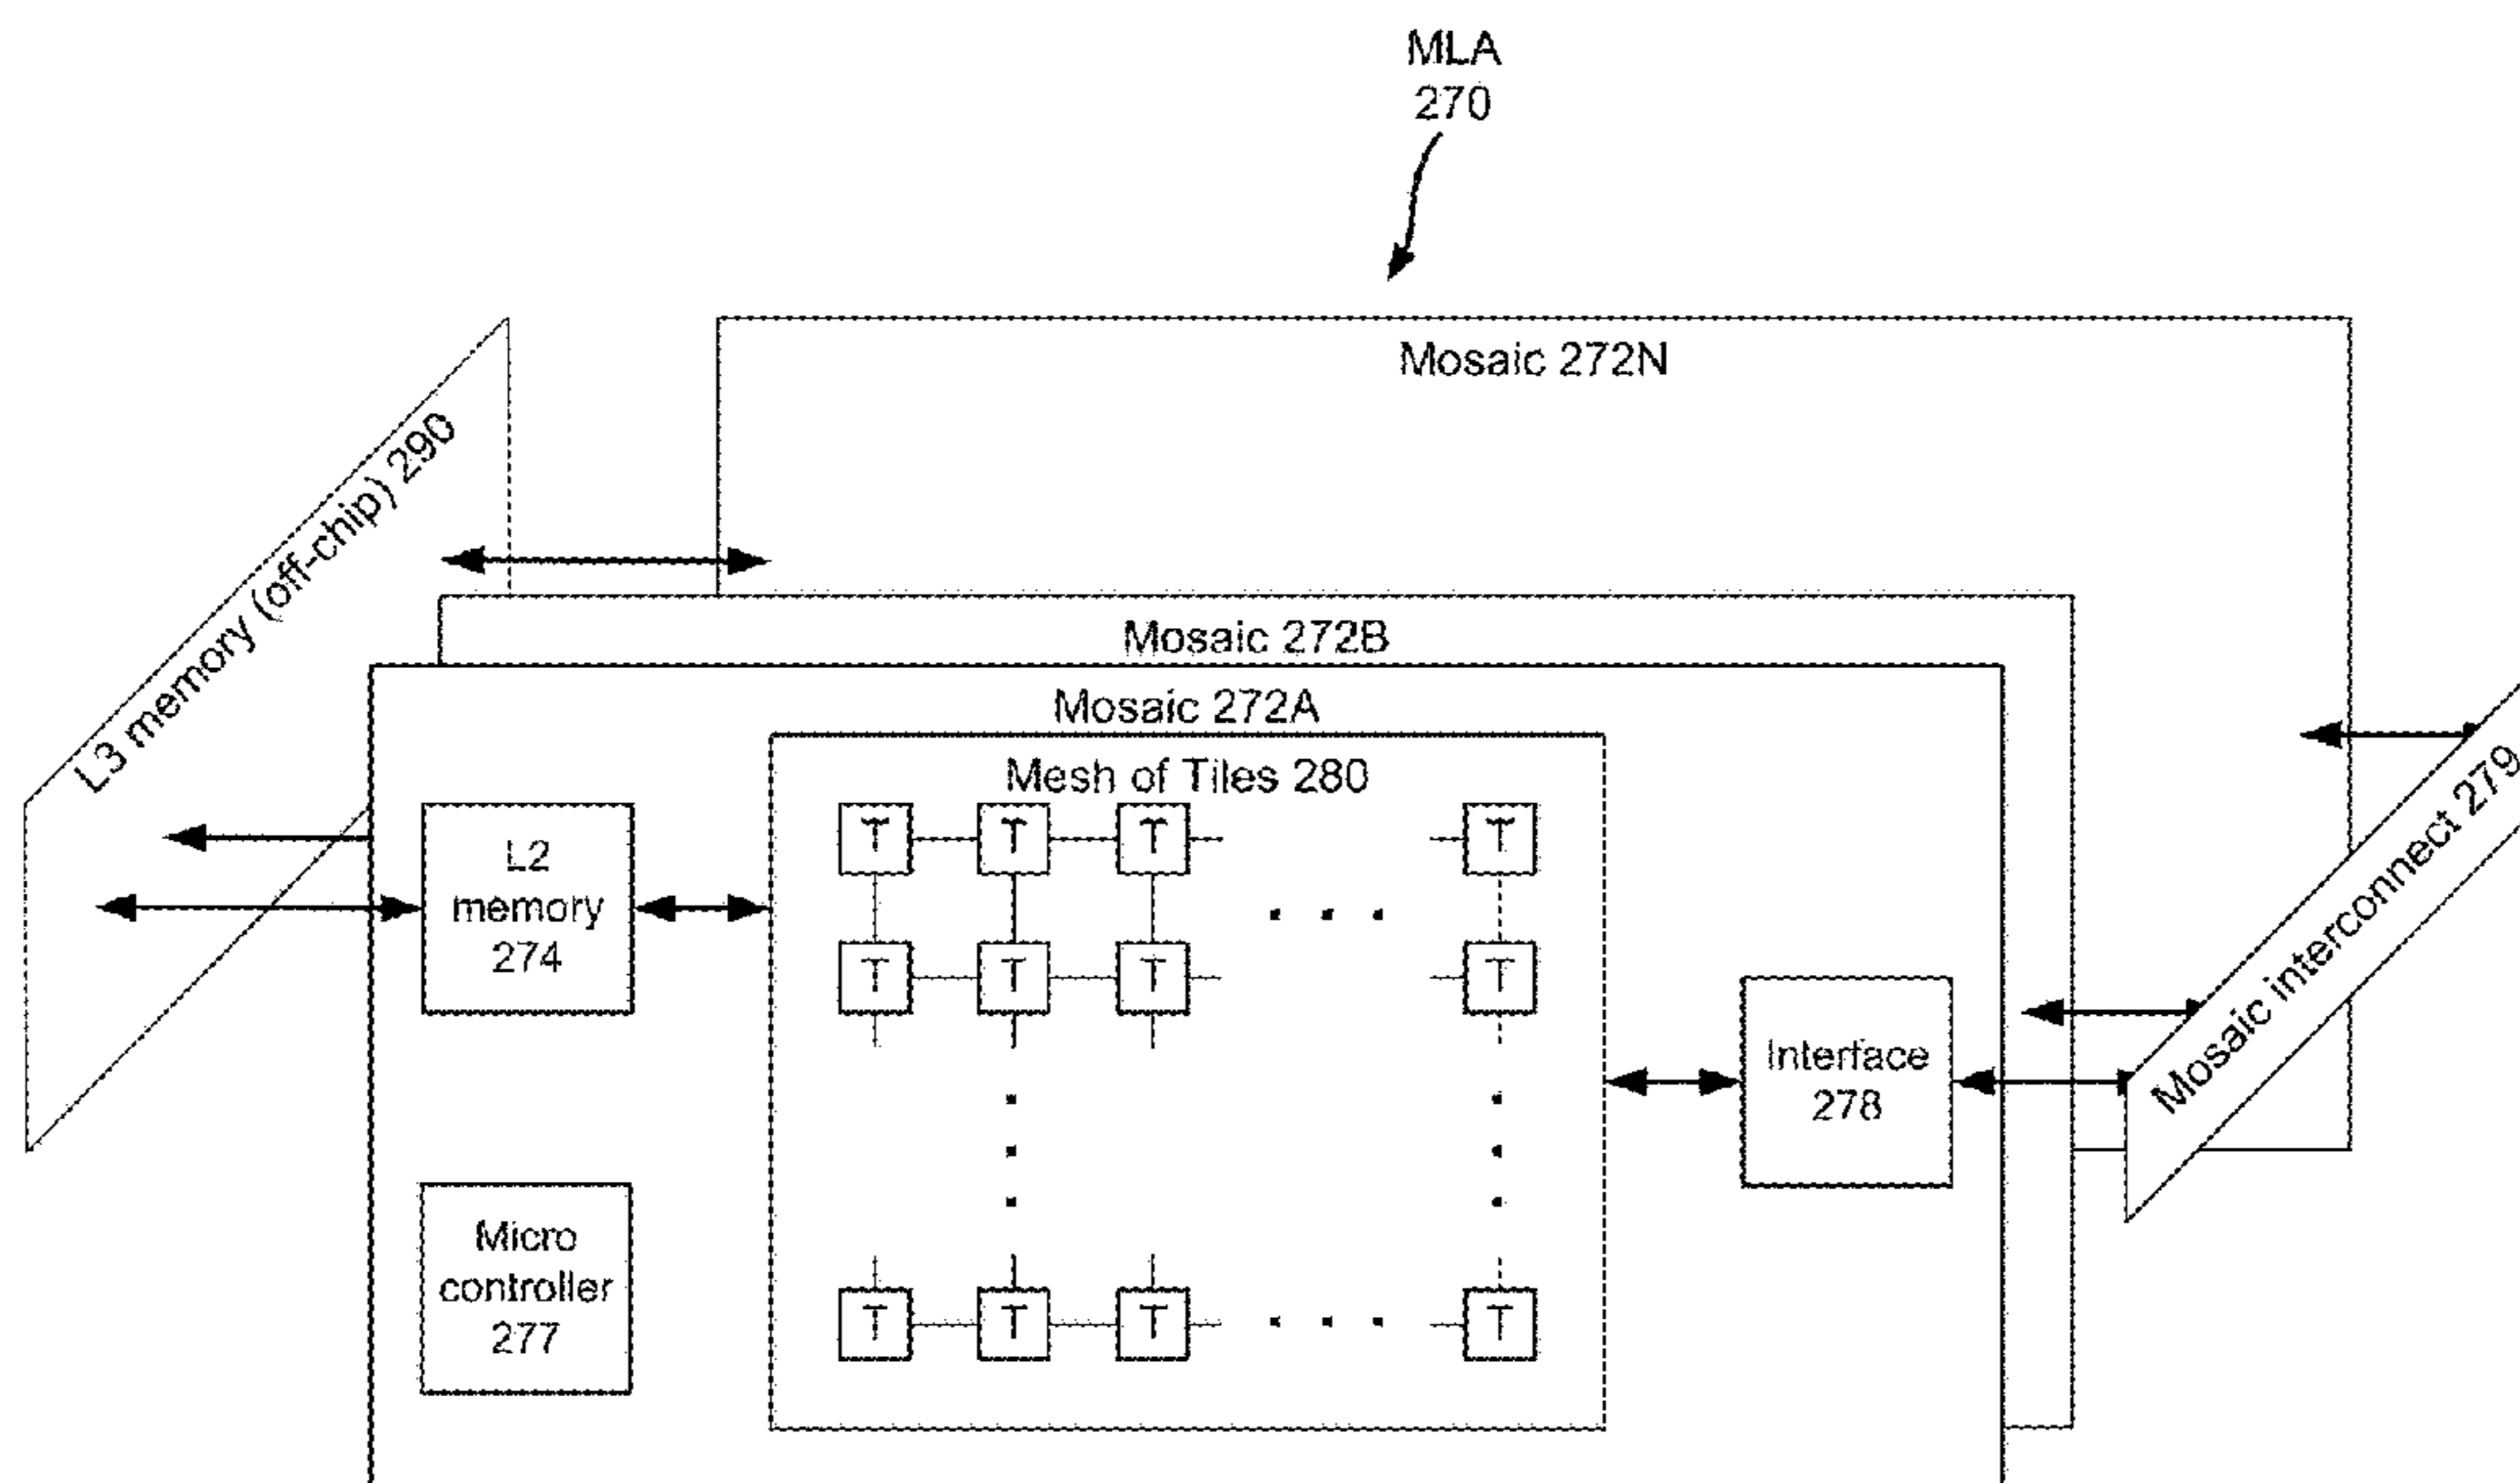 MLA
270
Mosaic 272N
L3 memory (off-chip) 290
Mosaic 272B
Mosaic 272A
Mesh of Tiles 280
T T T T
L2
memory
274
T T T T
Mosaic interconnect 279
Interface
278
Micro
controller
277
T T T T